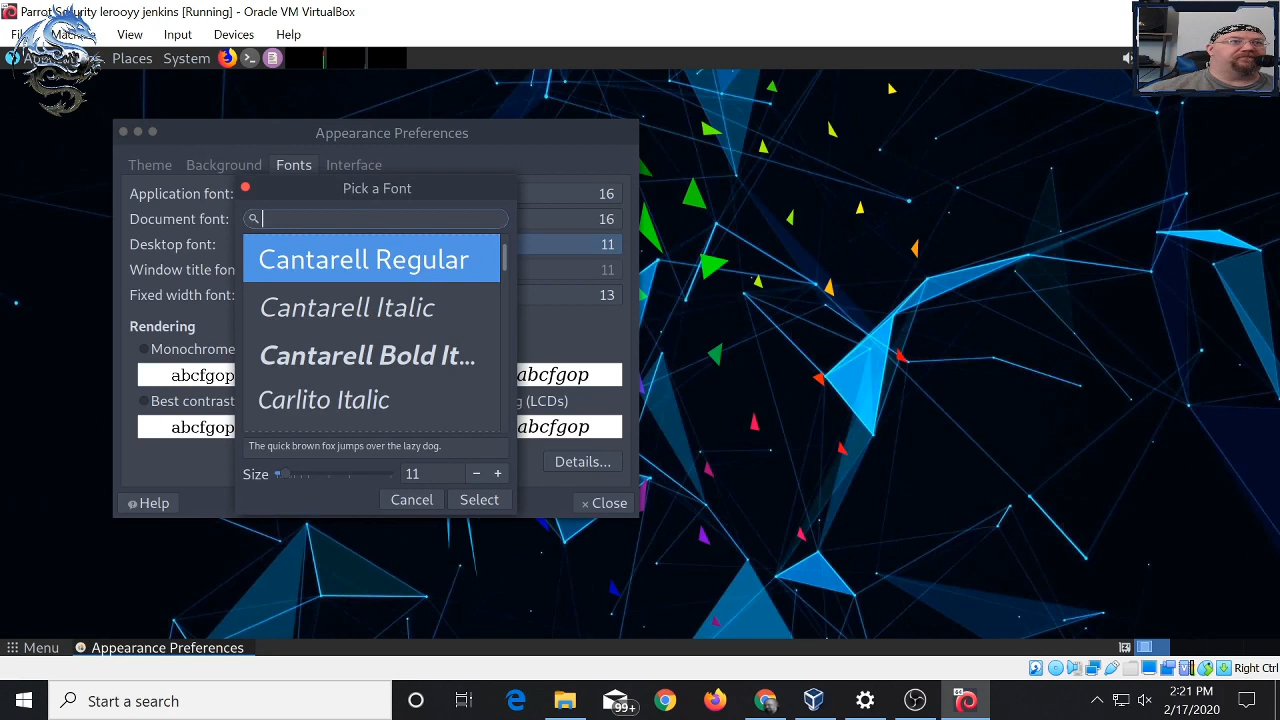 Parrot Security lerooyy jenkins [Running] - Oracle VM VirtualBox
View Input Devices Help
Places System
Appearance Preferences
Theme Background Fonts Interface
Application font: 16
Document font: 16
Desktop font: 11
Window title fon 11
Fixed width font: 13
Pick a Font
Cantarell Regular
Cantarell Italic
Cantarell Bold It...
Carlito Italic
The quick brown fox jumps over the lazy dog.
Size 11
Cancel Select
Rendering
Monochrome
abcfgop abcfgop
Best contrast g (LCDs)
abcfgop abcfgop
Details...
Help Close
Menu Appearance Preferences
Right Ctrl
Start a search
99+
2:21 PM
2/17/2020